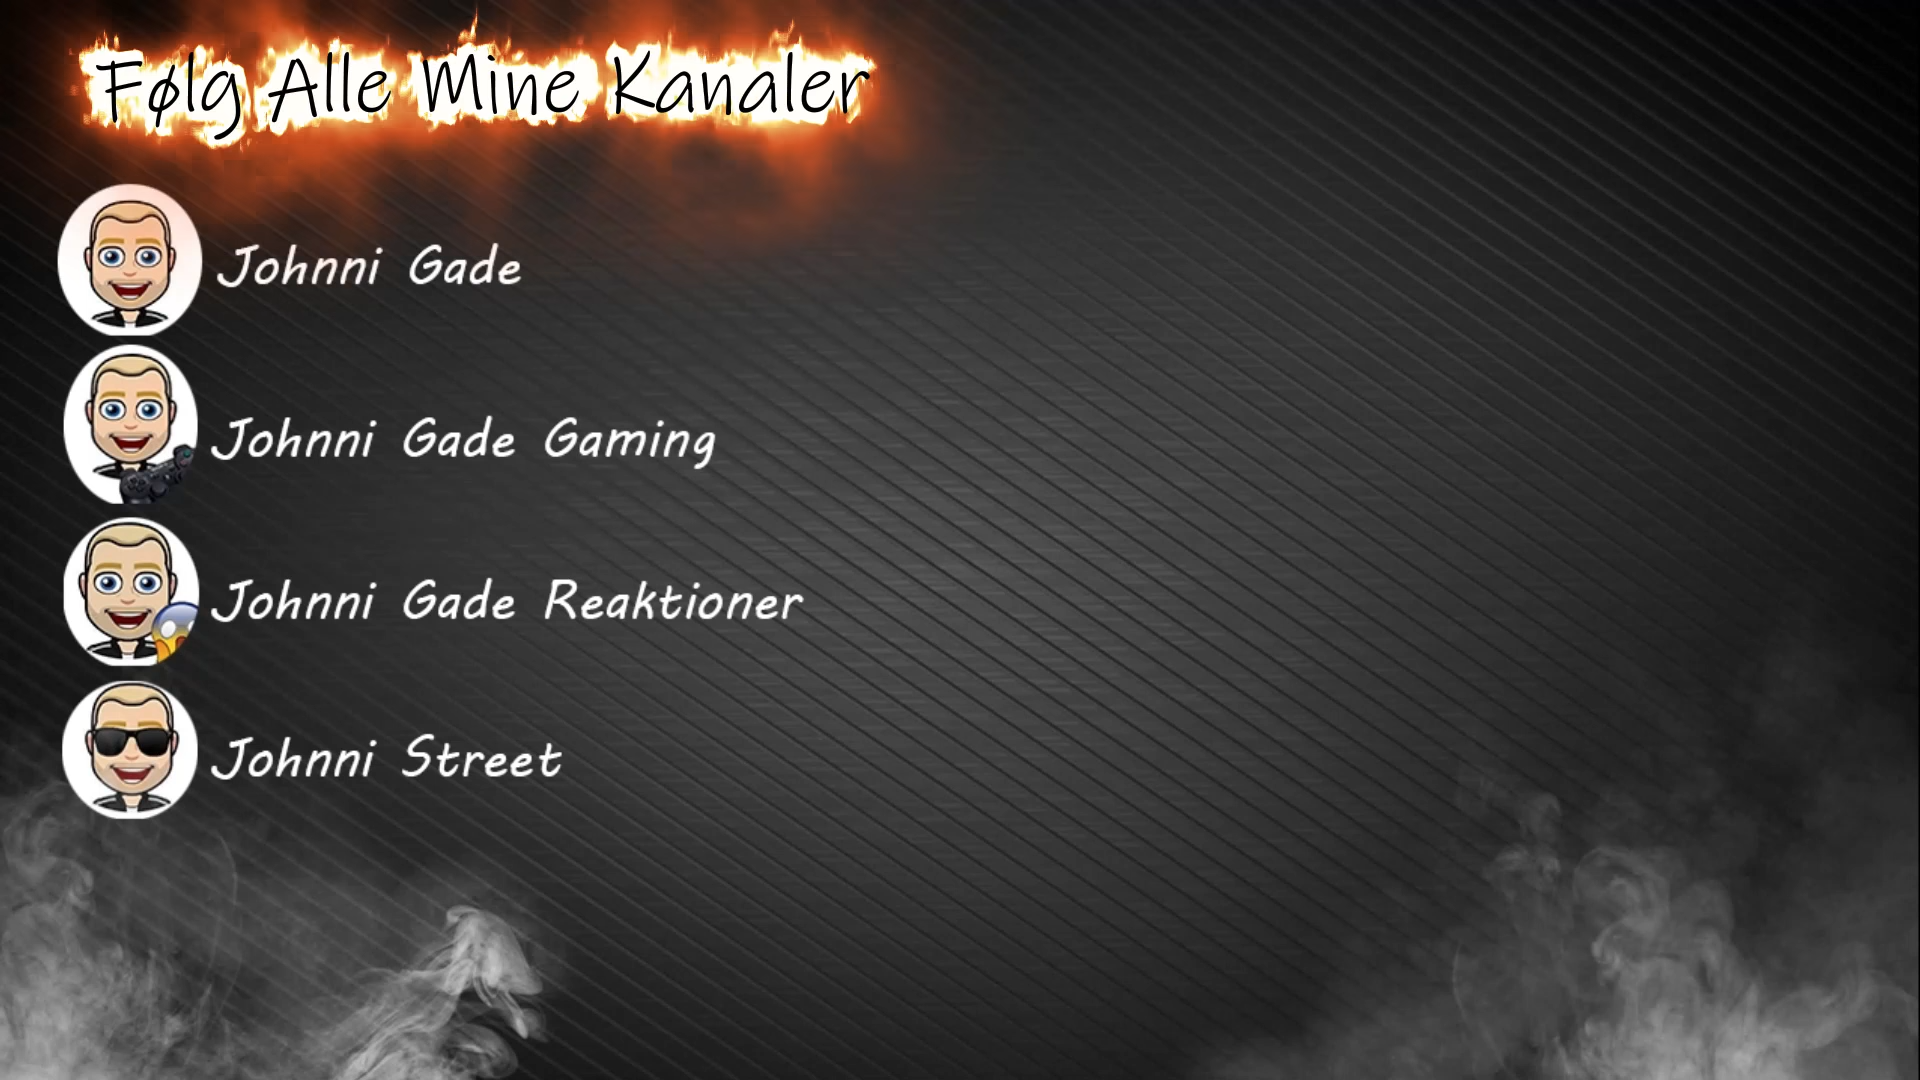 Følg Alle Mine Kanaler
Johnni Gade
Johnni Gade Gaming
Johnni Gade Reaktioner
Johnni Street